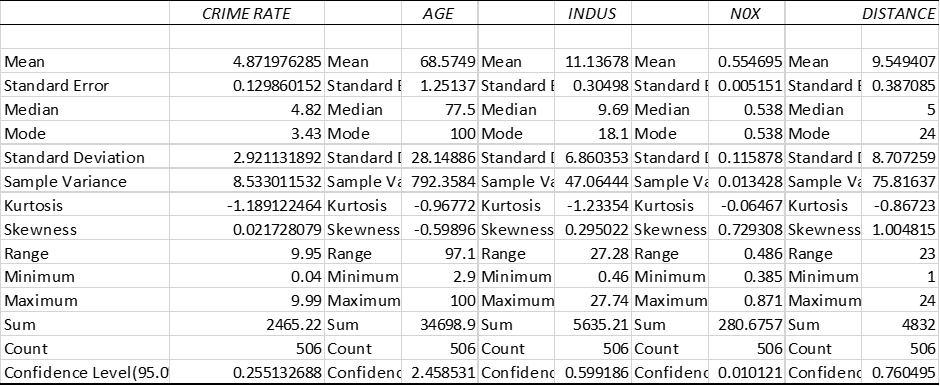 CRIME RATE AGE INDUS N0X DISTANCE
Mean 4.871976285 Mean 68.5749 Mean 11.13678 Mean 0.554695 Mean 9.549407
Standard Error 0.129860152 Standard E 1.25137 Standard E 0.30498 Standard E 0.005151 Standard E 0.387085
Median 4.82 Median 77.5 Median 9.69 Median 0.538 Median 5
Mode 3.43 Mode 100 Mode 18.1 Mode 0.538 Mode 24
Standard Deviation 2.921131892 Standard D 28.14886 Standard D 6.860353 Standard D 0.115878 Standard D 8.707259
Sample Variance 8.533011532 Sample Va 792.3584 Sample Va 47.06444 Sample Va 0.013428 Sample Va 75.81637
Kurtosis -1.189122464 Kurtosis -0.96772 Kurtosis -1.23354 Kurtosis -0.06467 Kurtosis -0.86723
Skewness 0.021728079 Skewness -0.59896 Skewness 0.295022 Skewness 0.729308 Skewness 1.004815
Range 9.95 Range 97.1 Range 27.28 Range 0.486 Range 23
Minimum 0.04 Minimum 2.9 Minimum 0.46 Minimum 0.385 Minimum 1
Maximum 9.99 Maximum 100 Maximum 27.74 Maximum 0.871 Maximum 24
Sum 2465.22 Sum 34698.9 Sum 5635.21 Sum 280.6757 Sum 4832
Count 506 Count 506 Count 506 Count 506 Count 506
Confidence Level(95.0 0.255132688 Confidenc 2.458531 Confidenc 0.599186 Confidenc 0.010121 Confidenc 0.760495